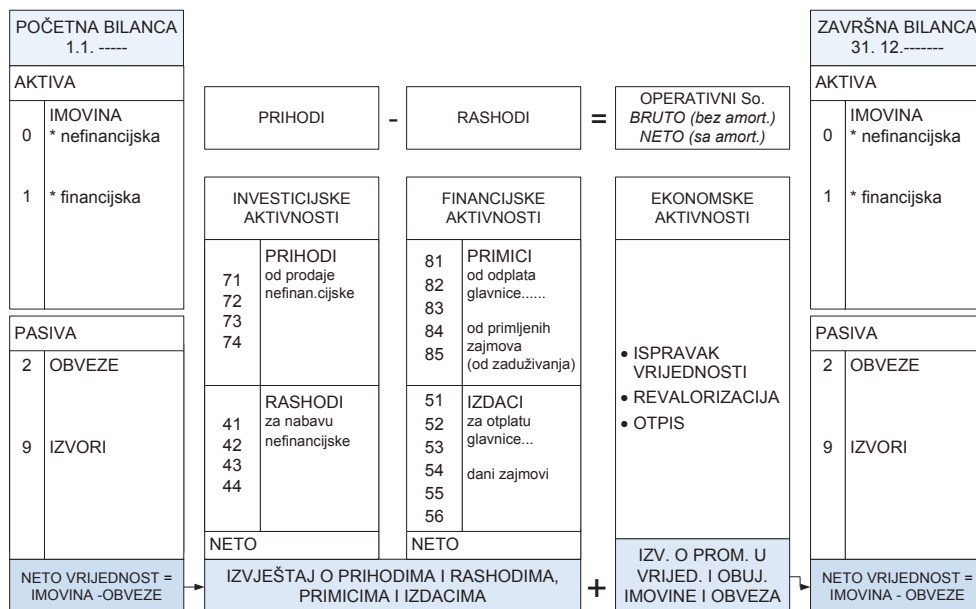 POČETNA BILANCA
1.1. -----
AKTIVA
0
IMOVINA
* nefinancijska
1
* financijska
PASIVA
2
OBVEZE
9
IZVORI
NETO VRIJEDNOST =
IMOVINA -OBVEZE
PRIHODI
-
RASHODI
=
OPERATIVNI So.
BRUTO (bez amort.)
NETO (sa amort.)
INVESTICIJSKE
AKTIVNOSTI
71
72
73
74
PRIHODI
od prodaje
nefinan.cijske
41
42
43
44
RASHODI
za nabavu
nefinancijske
NETO
FINANCIJSKE
AKTIVNOSTI
81
82
83
84
85
PRIMICI
od odplata
glavnice......
od primljenih
zajmova
(od zaduživanja)
51
52
53
54
55
56
IZDACI
za otplatu
glavnice...
dani zajmovi
NETO
IZVJEŠTAJ O PRIHODIMA I RASHODIMA,
PRIMICIMA I IZDACIMA
+
EKONOMSKE
AKTIVNOSTI
• ISPRAVAK
VRIJEDNOSTI
• REVALORIZACIJA
• OTPIS
IZV. O PROM. U
VRIJED. I OBUJ.
IMOVINE I OBVEZA
ZAVRŠNA BILANCA
31. 12.-------
AKTIVA
0
IMOVINA
* nefinancijska
1
* financijska
PASIVA
2
OBVEZE
9
IZVORI
NETO VRIJEDNOST =
IMOVINA - OBVEZE